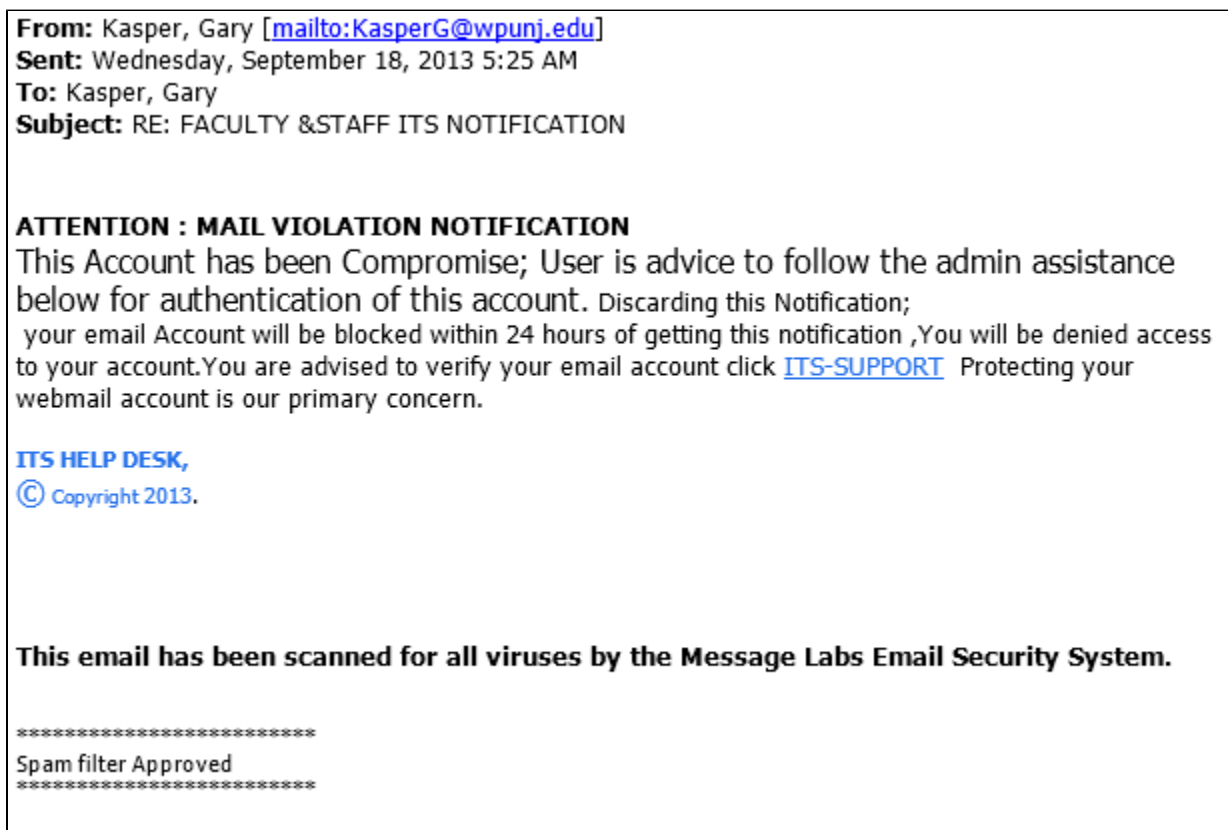 From: Kasper, Gary [mailto:KasperG@wpunj.edu]
Sent: Wednesday, September 18, 2013 5:25 AM
To: Kasper, Gary
Subject: RE: FACULTY &STAFF ITS NOTIFICATION
ATTENTION : MAIL VIOLATION NOTIFICATION
This Account has been Compromise; User is advice to follow the admin assistance
below for authentication of this account. Discarding this Notification;
your email Account will be blocked within 24 hours of getting this notification ,You will be denied access
to your account.You are advised to verify your email account click ITS-SUPPORT  Protecting your
webmail account is our primary concern.
ITS HELP DESK,
© Copyright 2013.
This email has been scanned for all viruses by the Message Labs Email Security System.
*************************
Spam filter Approved
*************************